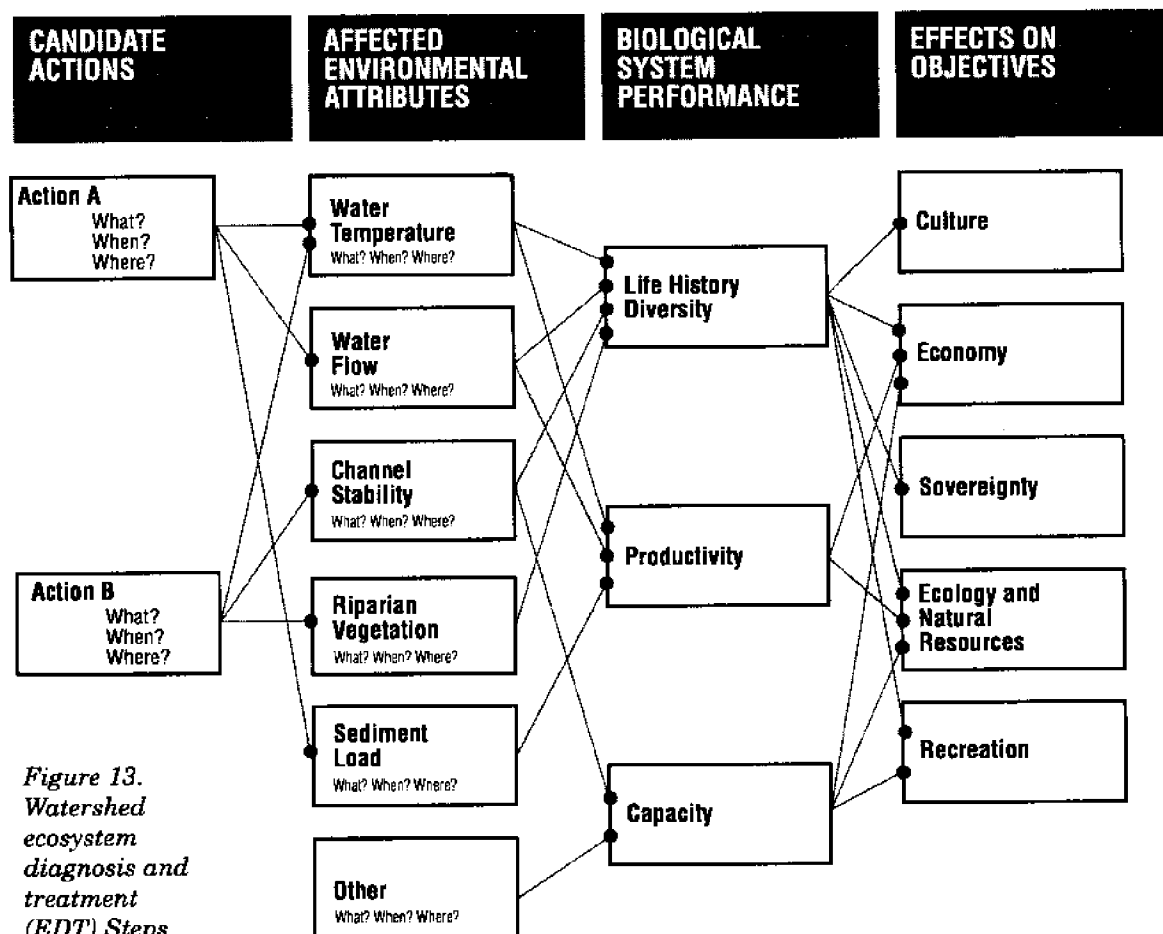 CANDIDATE
ACTIONS
AFFECTED
ENVIRONMENTAL
ATTRIBUTES
BIOLOGICAL
SYSTEM
PERFORMANCE
EFFECTS ON
OBJECTIVES
Action A
What?
When?
Where?
Action B
What?
When?
Where?
Water
Temperature
What? When? Where?
Water
Flow
What? When? Where?
Channel
Stability
What? When? Where?
Riparian
Vegetation
What? When? Where?
Sediment
Load
What? When? Where?
Other
What? When? Where?
Life History
Diversity
Productivity
Capacity
Culture
Economy
Sovereignty
Ecology and
Natural
Resources
Recreation
Figure 13.
Watershed
ecosystem
diagnosis and
treatment
(EDT) Steps